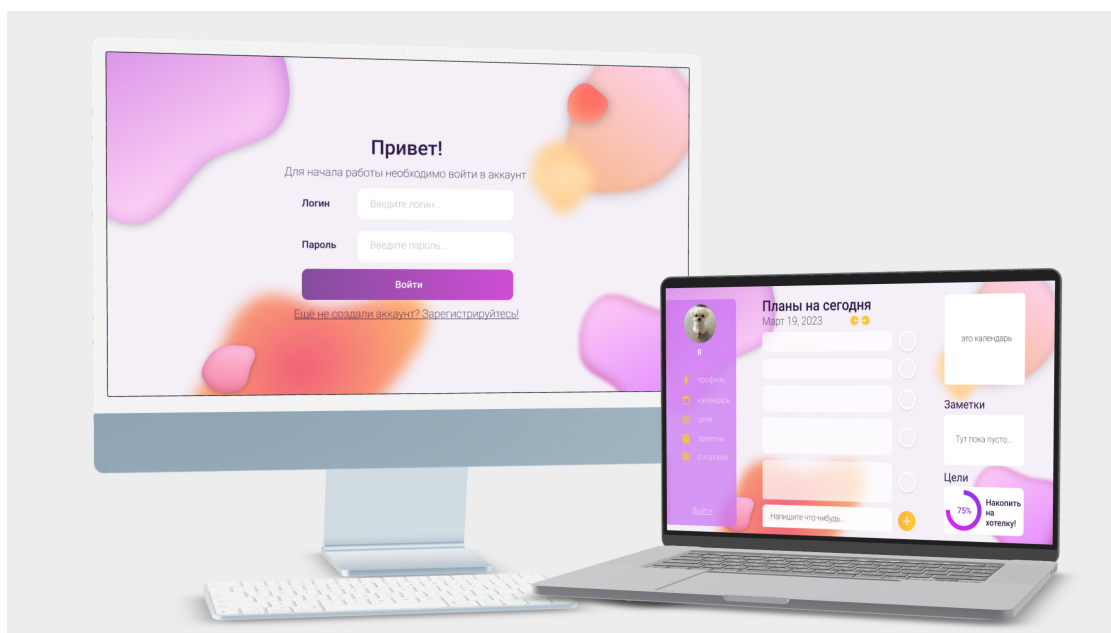 Привет!
Для начала работы необходимо войти в аккаунт
Логин
Введите логин...
Пароль
Введите пароль...
Войти
Ещё не создали аккаунт? Зарегистрируйтесь!
Я
профиль
календарь
цели
заметки
Выйти
Планы на сегодня
Март 19, 2023
Напишите что-нибудь...
это календарь
Заметки
Тут пока пусто...
Цели
75%
Накопить
на
хотелку!